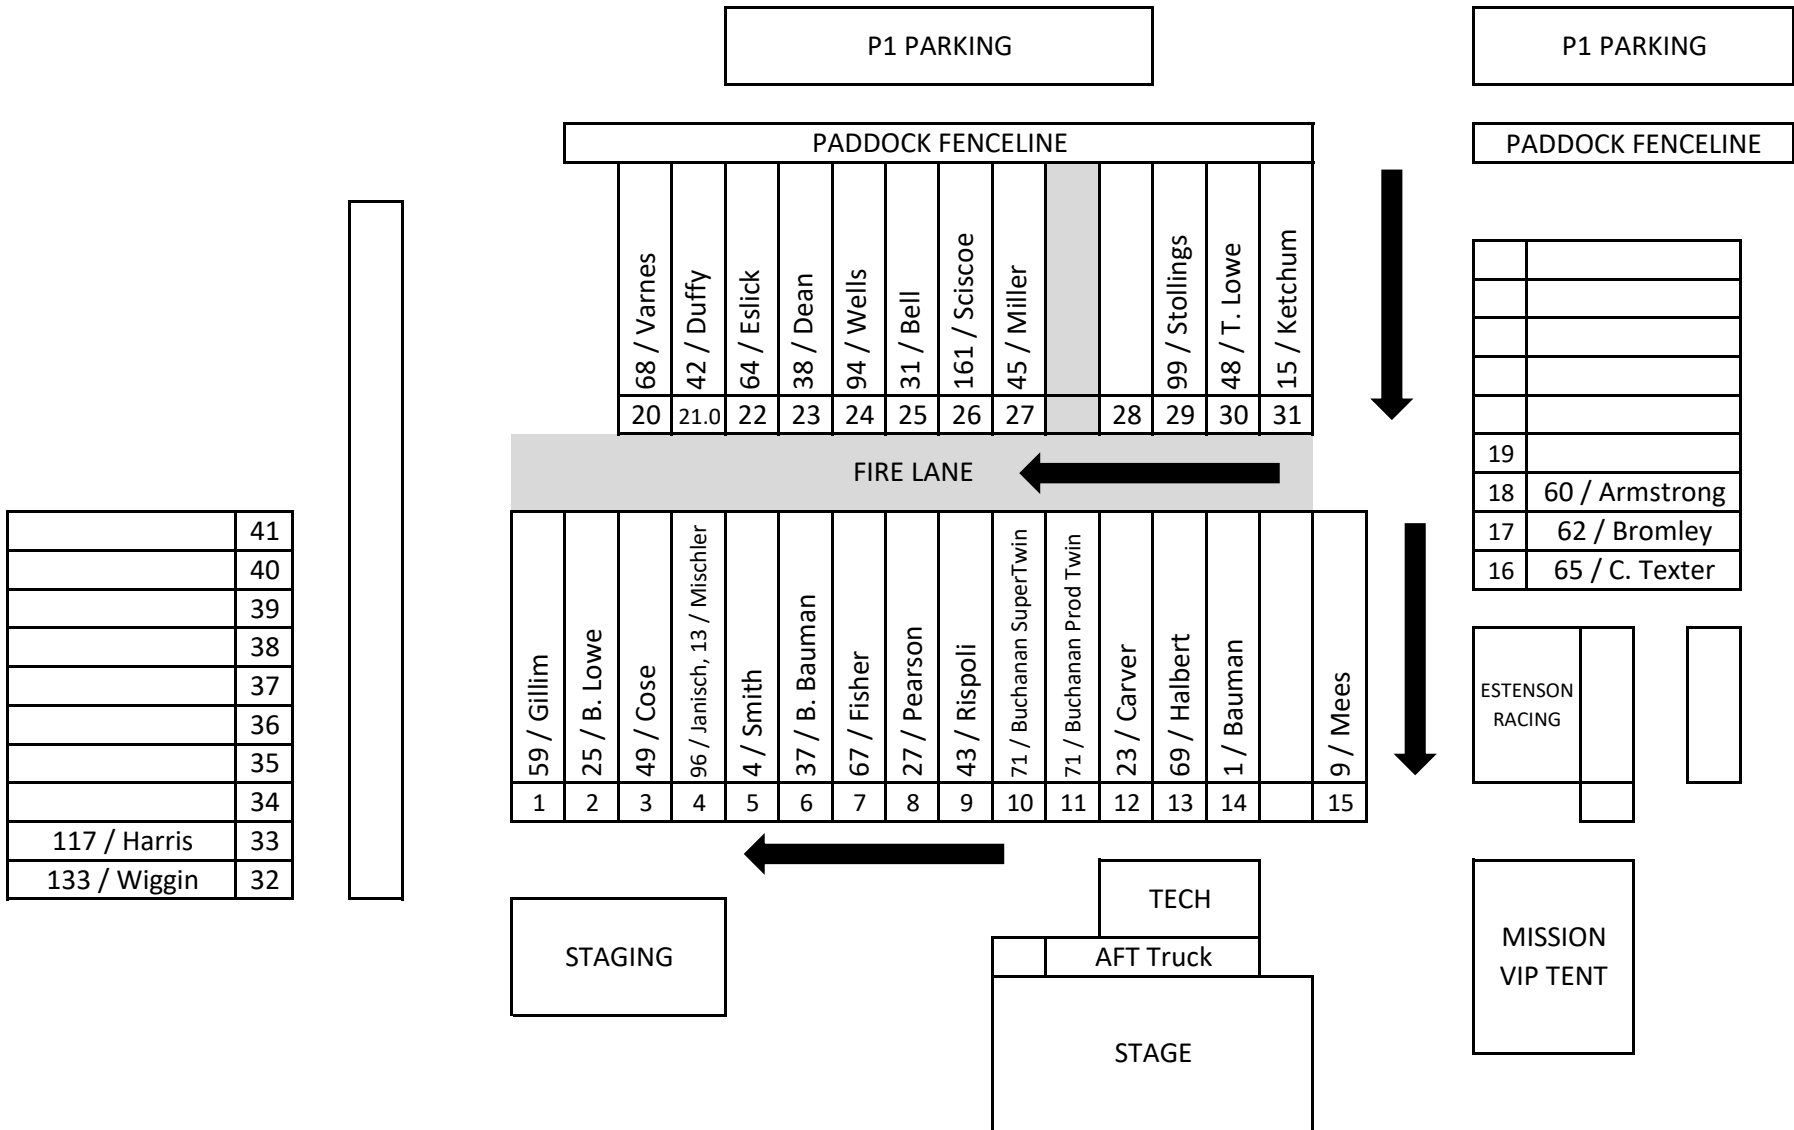 P1 PARKING
P1 PARKING
PADDOCK FENCELINE
PADDOCK FENCELINE
68 / Varnes
42 / Duffy
64 / Eslick
38 / Dean
94 / Wells
31 / Bell
161 / Sciscoe
45 / Miller
99 / Stollings
48 / T. Lowe
15 / Ketchum
20 21.0 22 23 24 25 26 27 28 29 30 31
FIRE LANE
19
18 60 / Armstrong
17 62 / Bromley
16 65 / C. Texter
41
40
39
38
37
36
35
34
117 / Harris 33
133 / Wiggin 32
59 / Gillim
25 / B. Lowe
49 / Cose
96 / Janisch, 13 / Mischler
4 / Smith
37 / B. Bauman
67 / Fisher
27 / Pearson
43 / Rispoli
71 / Buchanan SuperTwin
71 / Buchanan Prod Twin
23 / Carver
69 / Halbert
1 / Bauman
9 / Mees
1 2 3 4 5 6 7 8 9 10 11 12 13 14 15
ESTENSON
RACING
TECH
STAGING
AFT Truck
MISSION
VIP TENT
STAGE